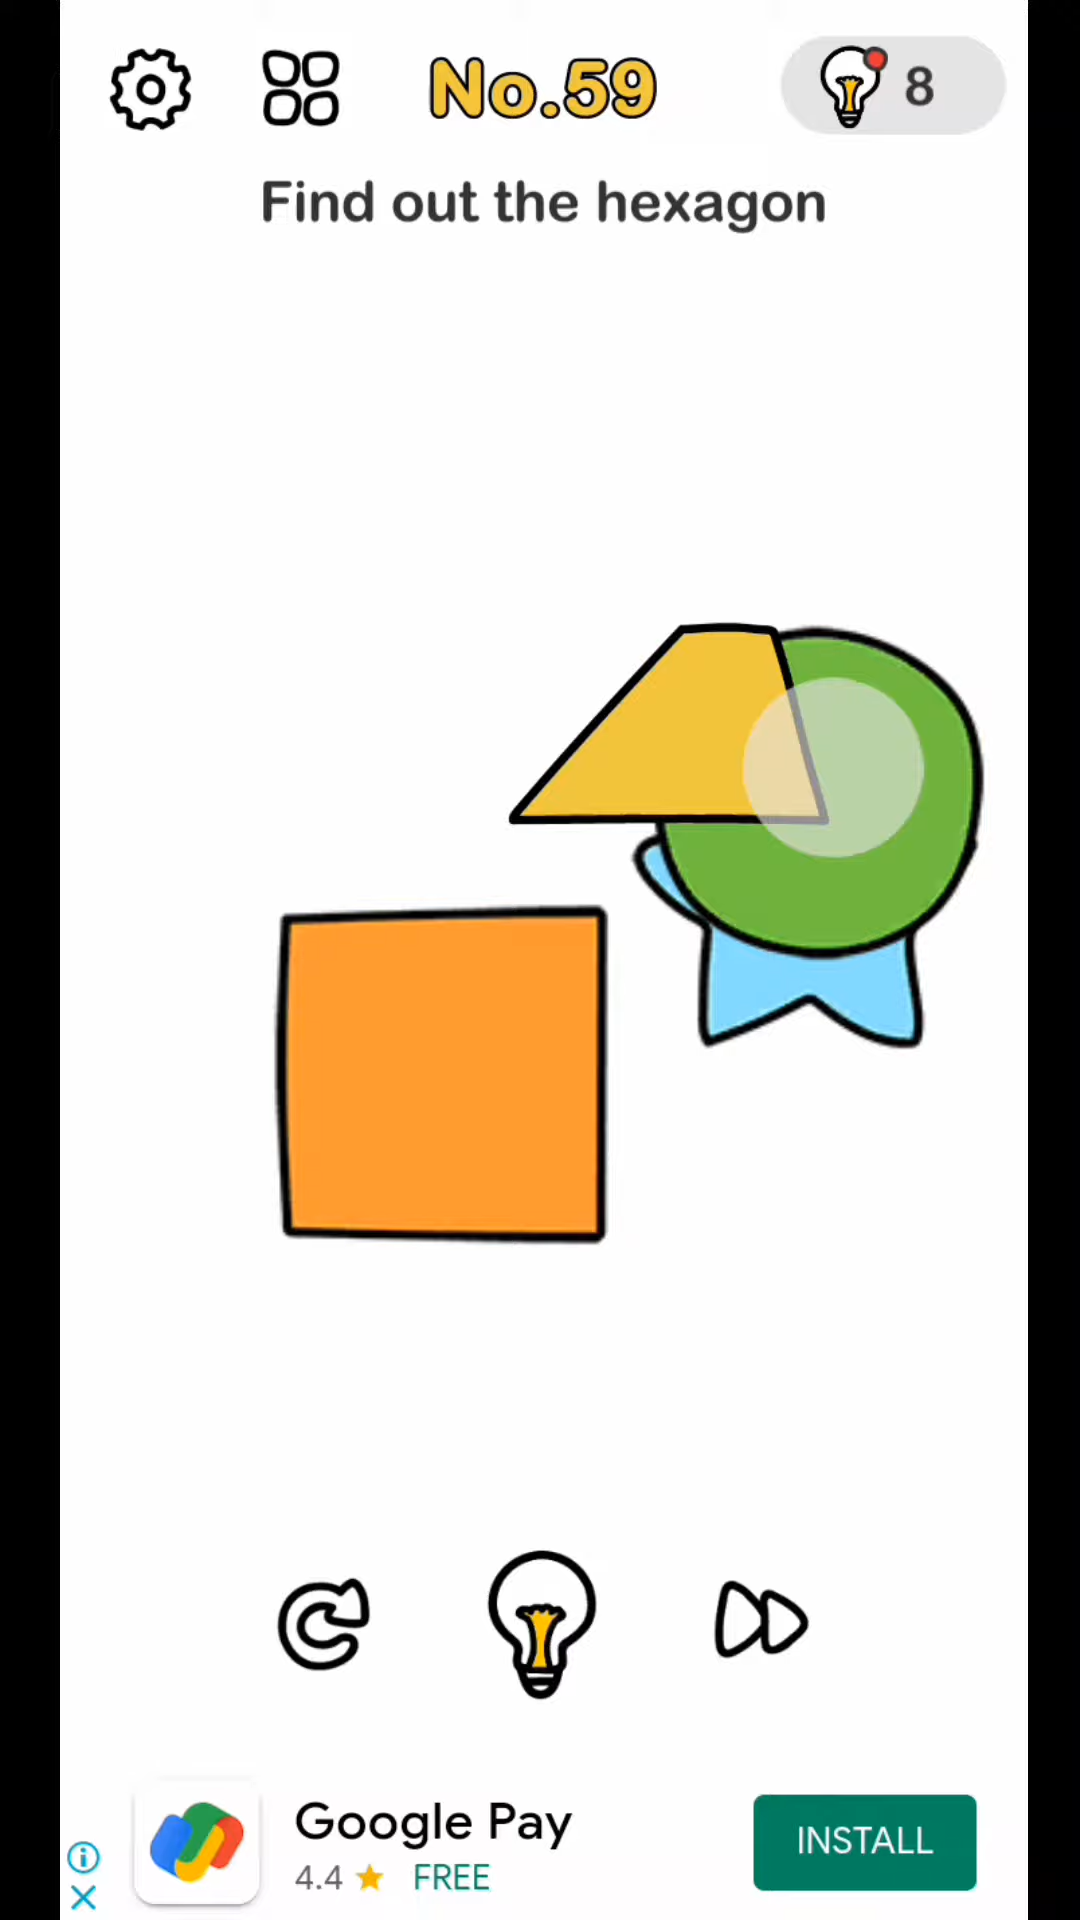 No.59
8
Find out the hexagon
Google Pay
4.4 ★ FREE
INSTALL